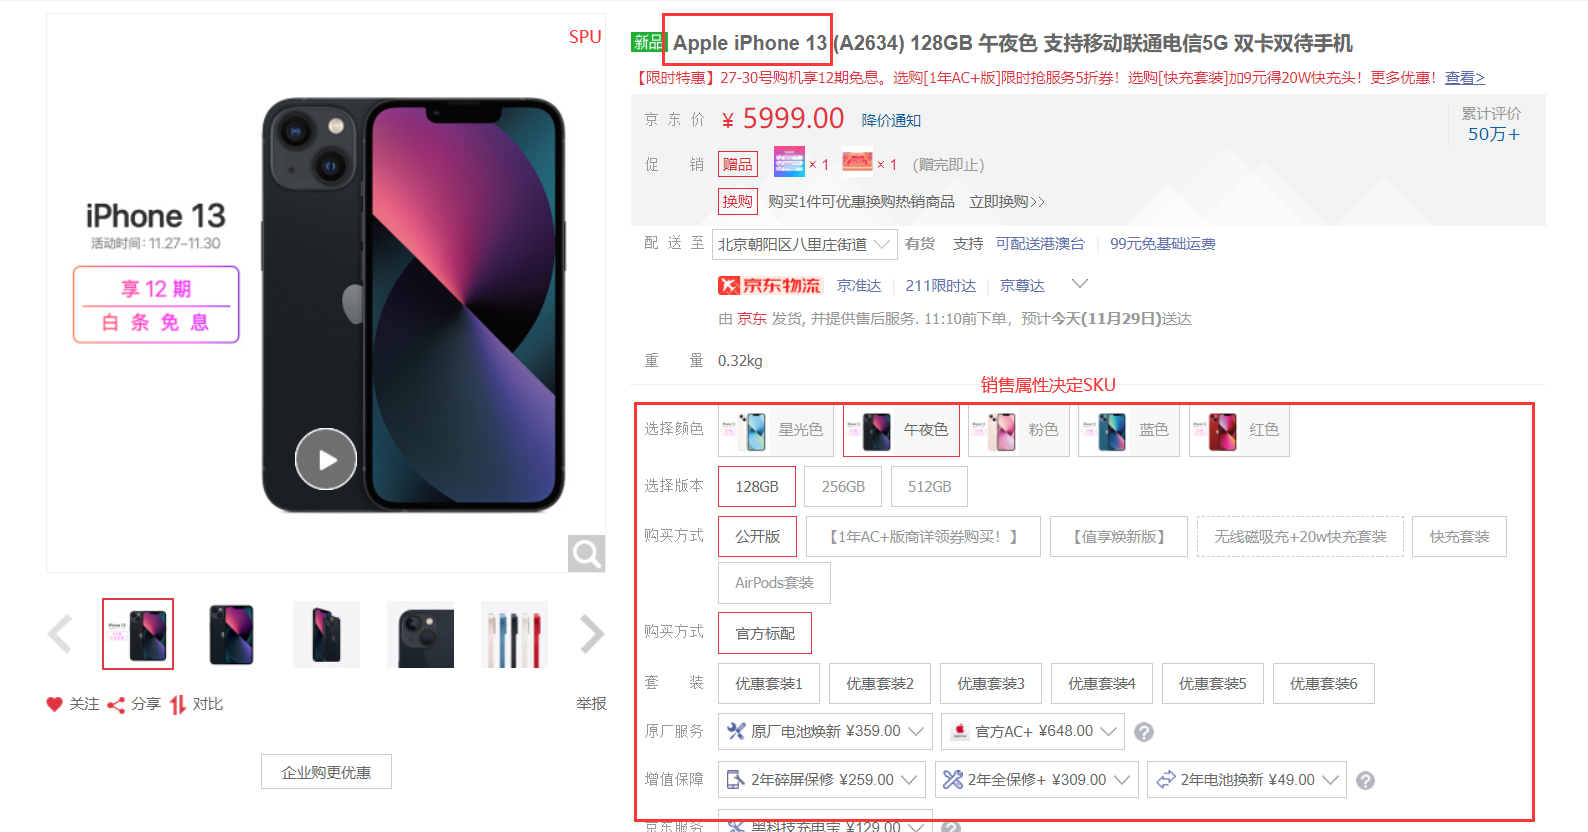 SPU
iPhone 13
活动时间：11.27-11.30
享 12 期
白 条 免 息
关注 分享 对比
举报
企业购更优惠
新品 Apple iPhone 13 (A2634) 128GB 午夜色 支持移动联通电信5G 双卡双待手机
【限时特惠】27-30号购机享12期免息。选购[1年AC+版]限时抢服务5折券！选购[快充套装]加9元得20W快充头！更多优惠！ 查看>
京 东 价 ￥ 5999.00 降价通知
累计评价
50万+
促 销 赠品 × 1 × 1 (赠完即止)
换购 购买1件可优惠换购热销商品 立即换购>>
配 送 至 北京朝阳区八里庄街道 有货 支持 可配送港澳台 | 99元免基础运费
京东物流 京准达 | 211限时达 | 京尊达
由 京东 发货, 并提供售后服务. 11:10前下单，预计今天(11月29日)送达
重 量 0.32kg
销售属性决定SKU
选择颜色 星光色 午夜色 粉色 蓝色 红色
选择版本 128GB 256GB 512GB
购买方式 公开版 【1年AC+版商详领券购买！】 【值享焕新版】 无线磁吸充+20w快充套装 快充套装
AirPods套装
购买方式 官方标配
套 装 优惠套装1 优惠套装2 优惠套装3 优惠套装4 优惠套装5 优惠套装6
原厂服务 原厂电池焕新 ¥359.00 官方AC+ ¥648.00 ?
增值保障 2年碎屏保修 ¥259.00 2年全保修+ ¥309.00 2年电池换新 ¥49.00 ?
京东服务 黑科技充电宝 ¥129.00 ?